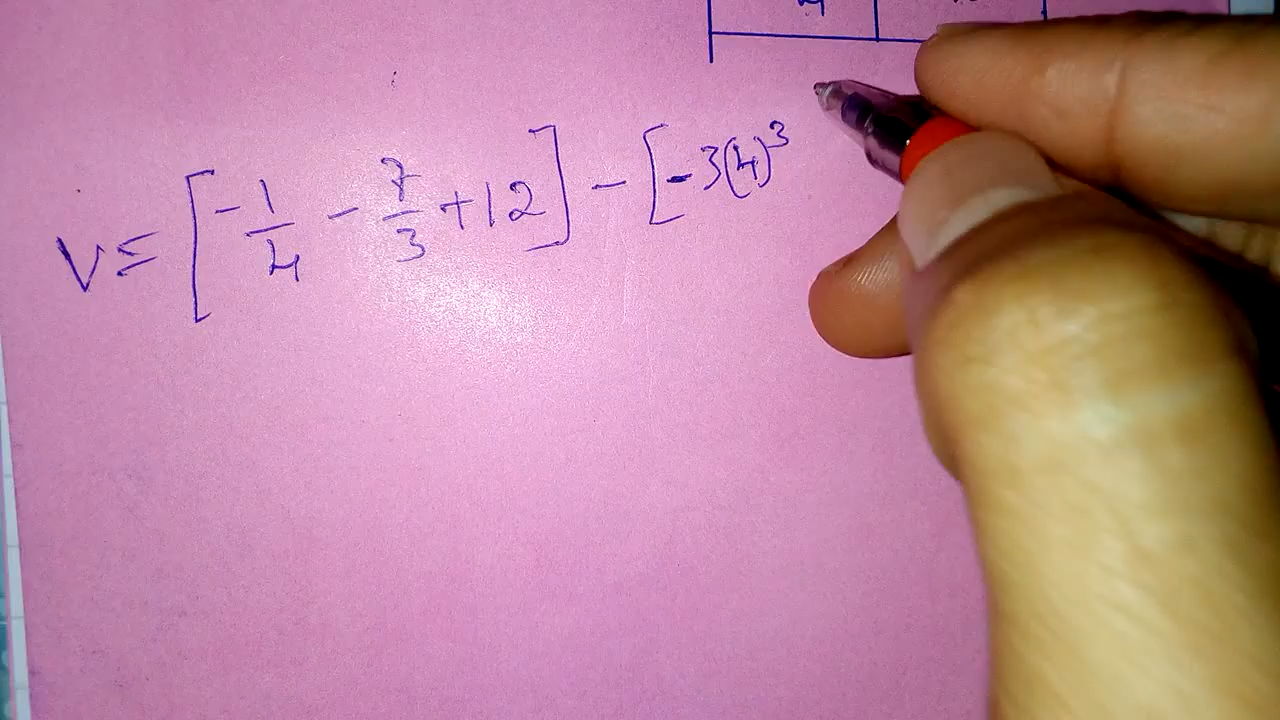 V = [-1/4 - 7/3 + 12] - [-3(4)^3